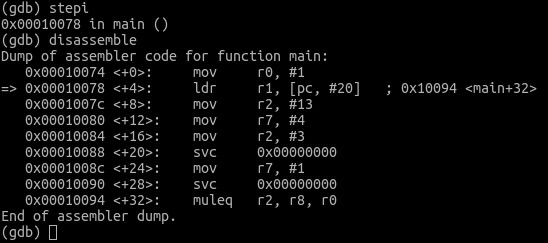 (gdb) stepi
0x00010078 in main ()
(gdb) disassemble
Dump of assembler code for function main:
   0x00010074 <+0>:     mov     r0, #1
=> 0x00010078 <+4>:     ldr     r1, [pc, #20]   ; 0x10094 <main+32>
   0x0001007c <+8>:     mov     r2, #13
   0x00010080 <+12>:    mov     r7, #4
   0x00010084 <+16>:    mov     r2, #3
   0x00010088 <+20>:    svc     0x00000000
   0x0001008c <+24>:    mov     r7, #1
   0x00010090 <+28>:    svc     0x00000000
   0x00010094 <+32>:    muleq   r2, r8, r0
End of assembler dump.
(gdb)